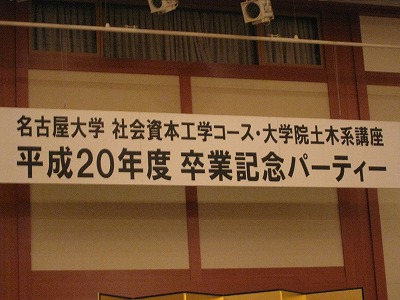 名古屋大学 社会資本工学コース・大学院土木系講座
平成20年度 卒業記念パーティー